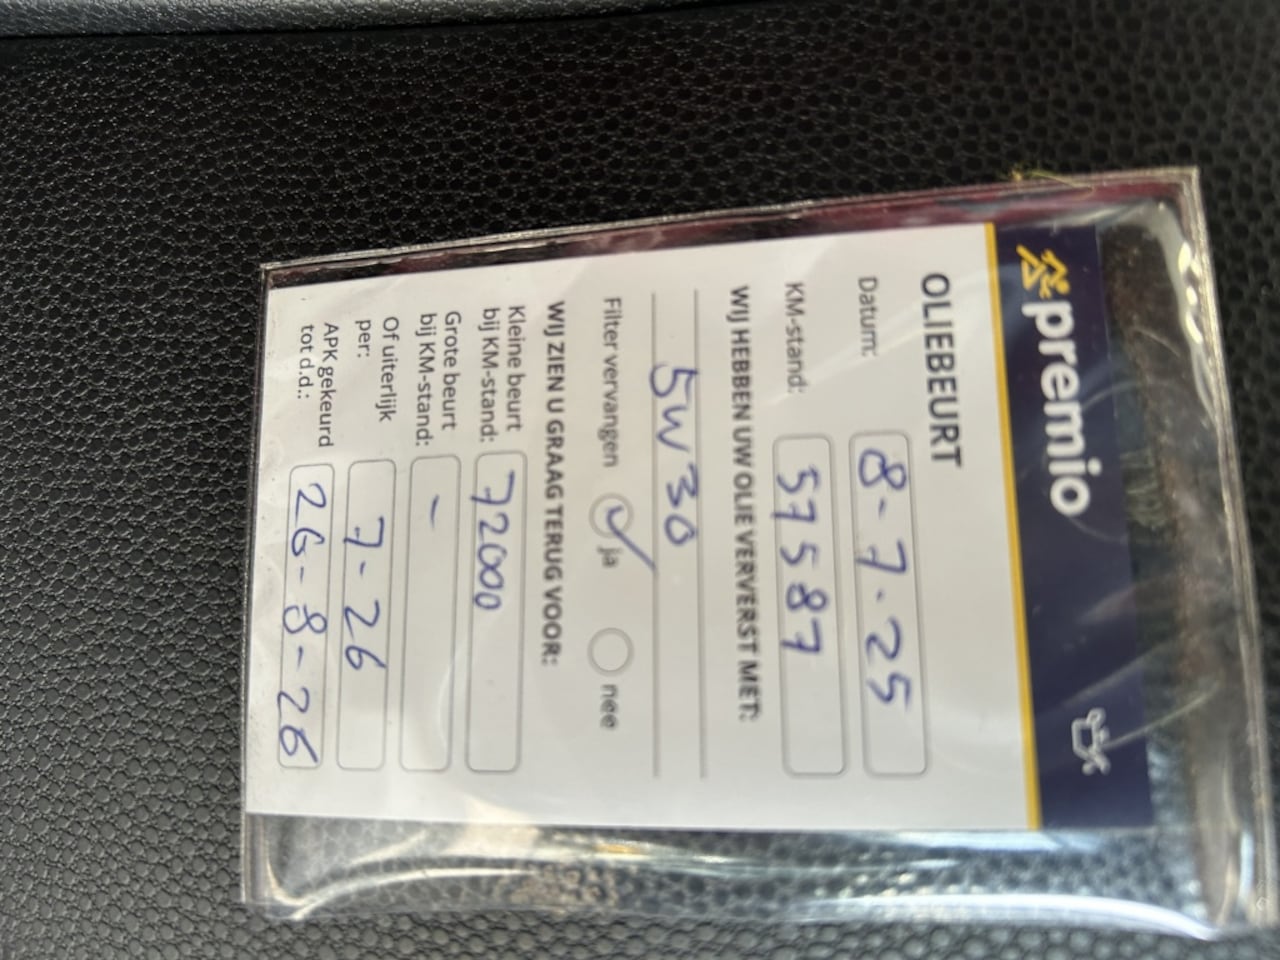 premio
OLIEBEURT
Datum: 8-7-25
KM-stand: 57587
WIJ HEBBEN UW OLIE VERVERST MET:
5W30
Filter vervangen ja nee
WIJ ZIEN U GRAAG TERUG VOOR:
Kleine beurt
bij KM-stand: 72000
Grote beurt
bij KM-stand: -
Of uiterlijk
per: 7-26
APK gekeurd
tot d.d.: 26-8-26